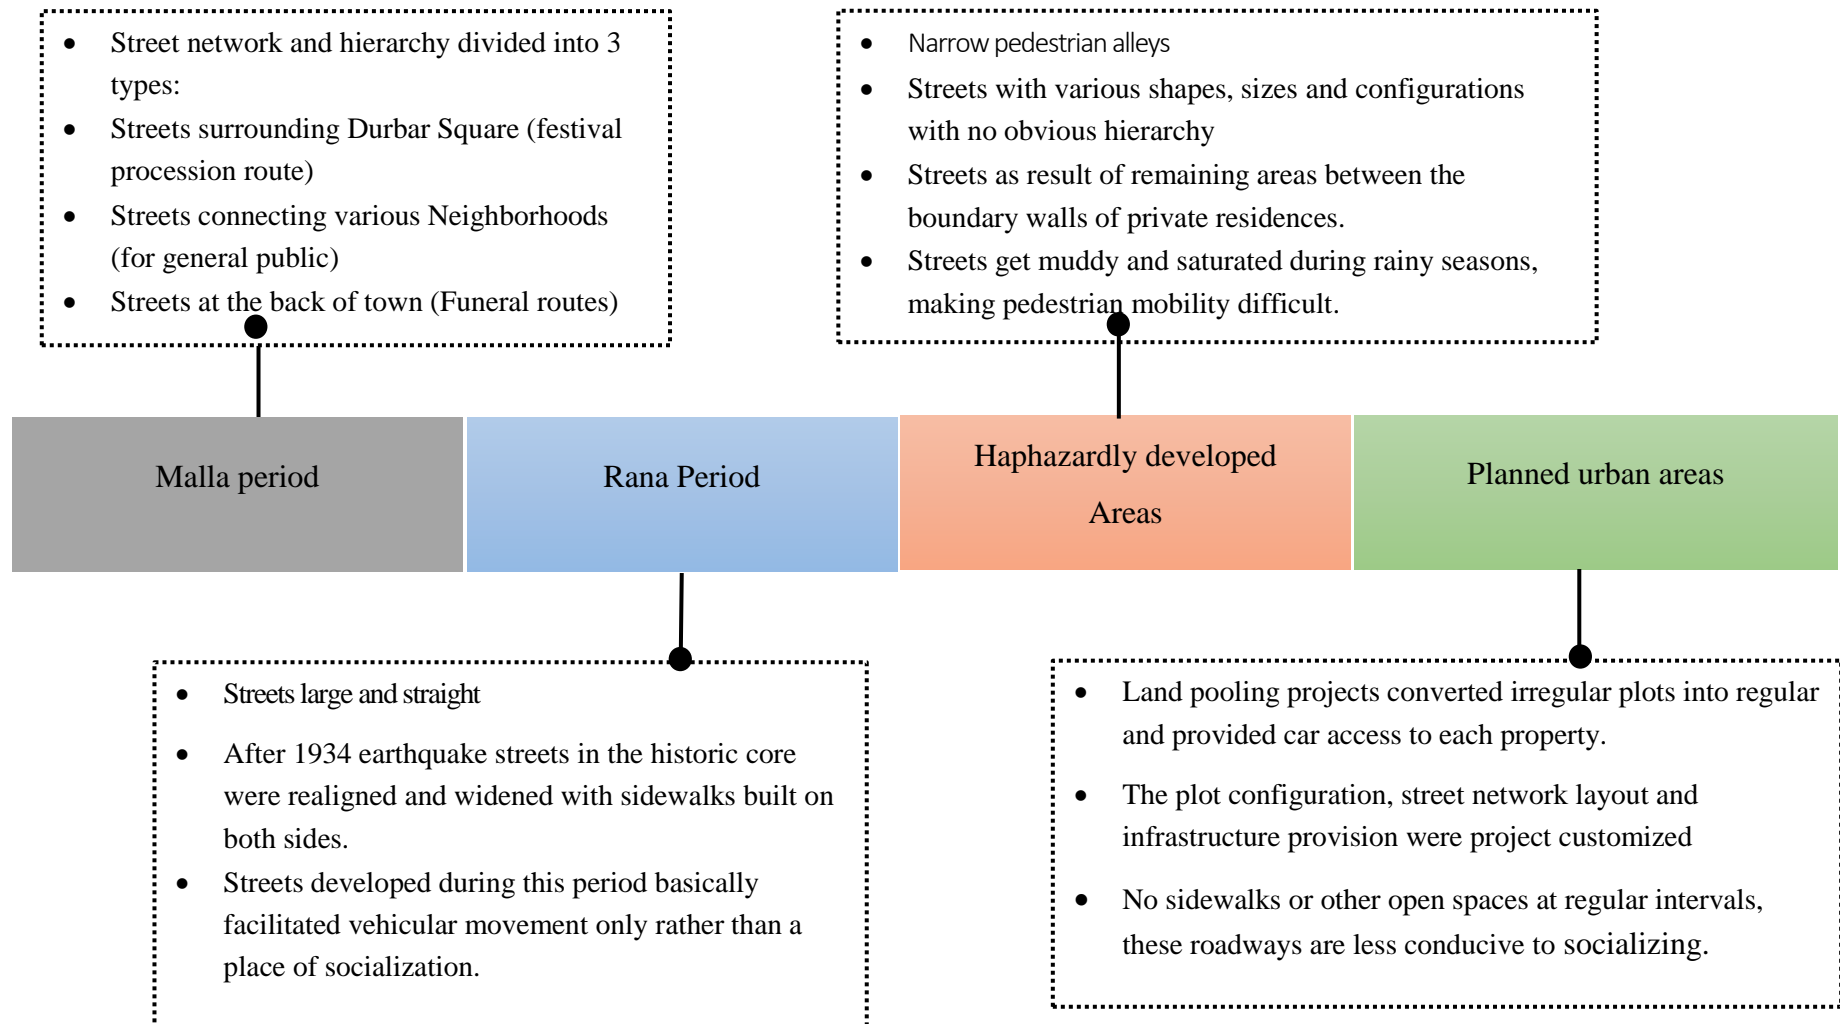 • Street network and hierarchy divided into 3
types:
• Streets surrounding Durbar Square (festival
procession route)
• Streets connecting various Neighborhoods
(for general public)
• Streets at the back of town (Funeral routes)
• Narrow pedestrian alleys
• Streets with various shapes, sizes and configurations
with no obvious hierarchy
• Streets as result of remaining areas between the
boundary walls of private residences.
• Streets get muddy and saturated during rainy seasons,
making pedestrian mobility difficult.
Malla period
Rana Period
Haphazardly developed
Areas
Planned urban areas
• Streets large and straight
• After 1934 earthquake streets in the historic core
were realigned and widened with sidewalks built on
both sides.
• Streets developed during this period basically
facilitated vehicular movement only rather than a
place of socialization.
• Land pooling projects converted irregular plots into regular
and provided car access to each property.
• The plot configuration, street network layout and
infrastructure provision were project customized
• No sidewalks or other open spaces at regular intervals,
these roadways are less conducive to socializing.